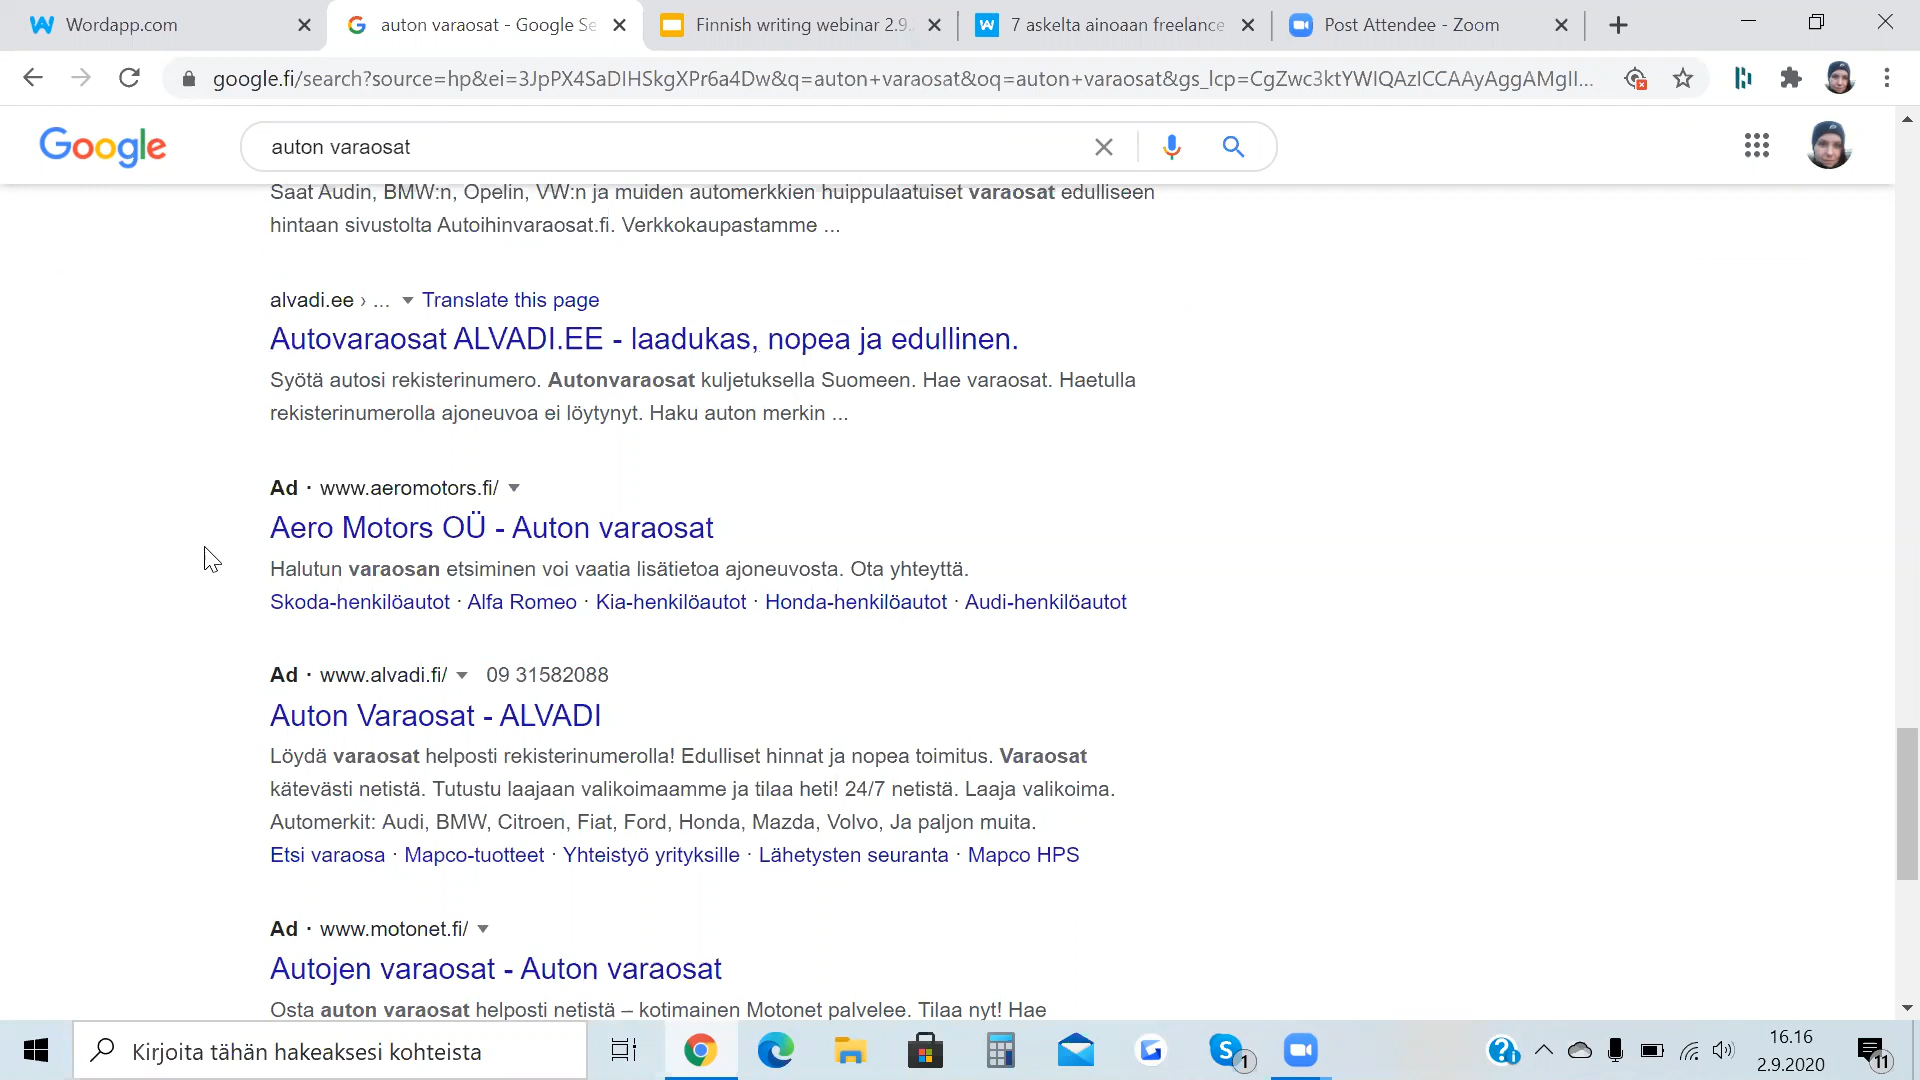 Wordapp.com
auton varaosat - Google Se
Finnish writing webinar 2.9.
7 askelta ainoaan freelance
Post Attendee - Zoom
google.fi/search?source=hp&ei=3JpPX4SaDIHSkgXPr6a4Dw&q=auton+varaosat&oq=auton+varaosat&gs_lcp=CgZwc3ktYWIQAzICCAAyAggAMgII...
Google
auton varaosat
Saat Audin, BMW:n, Opelin, VW:n ja muiden automerkkien huippulaatuiset varaosat edulliseen
hintaan sivustolta Autoihinvaraosat.fi. Verkkokaupastamme ...
alvadi.ee › ... Translate this page
Autovaraosat ALVADI.EE - laadukas, nopea ja edullinen.
Syötä autosi rekisterinumero. Autonvaraosat kuljetuksella Suomeen. Hae varaosat. Haetulla
rekisterinumerolla ajoneuvoa ei löytynyt. Haku auton merkin ...
Ad · www.aeromotors.fi/
Aero Motors OÜ - Auton varaosat
Halutun varaosan etsiminen voi vaatia lisätietoa ajoneuvosta. Ota yhteyttä.
Skoda-henkilöautot · Alfa Romeo · Kia-henkilöautot · Honda-henkilöautot · Audi-henkilöautot
Ad · www.alvadi.fi/ 09 31582088
Auton Varaosat - ALVADI
Löydä varaosat helposti rekisterinumerolla! Edulliset hinnat ja nopea toimitus. Varaosat
kätevästi netistä. Tutustu laajaan valikoimaamme ja tilaa heti! 24/7 netistä. Laaja valikoima.
Automerkit: Audi, BMW, Citroen, Fiat, Ford, Honda, Mazda, Volvo, Ja paljon muita.
Etsi varaosa · Mapco-tuotteet · Yhteistyö yrityksille · Lähetysten seuranta · Mapco HPS
Ad · www.motonet.fi/
Autojen varaosat - Auton varaosat
Osta auton varaosat helposti netistä – kotimainen Motonet palvelee. Tilaa nyt! Hae
Kirjoita tähän hakeaksesi kohteista
1
16.16
2.9.2020
11